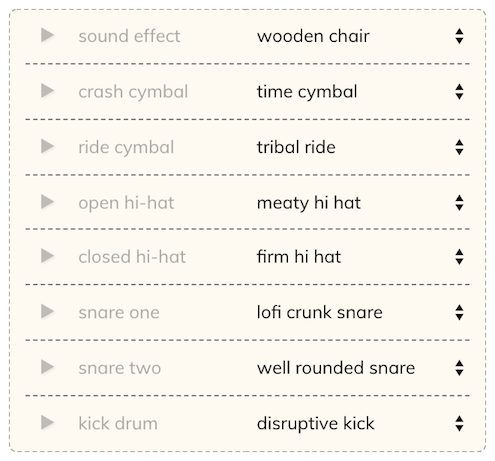 sound effect wooden chair
crash cymbal time cymbal
ride cymbal tribal ride
open hi-hat meaty hi hat
closed hi-hat firm hi hat
snare one lofi crunk snare
snare two well rounded snare
kick drum disruptive kick